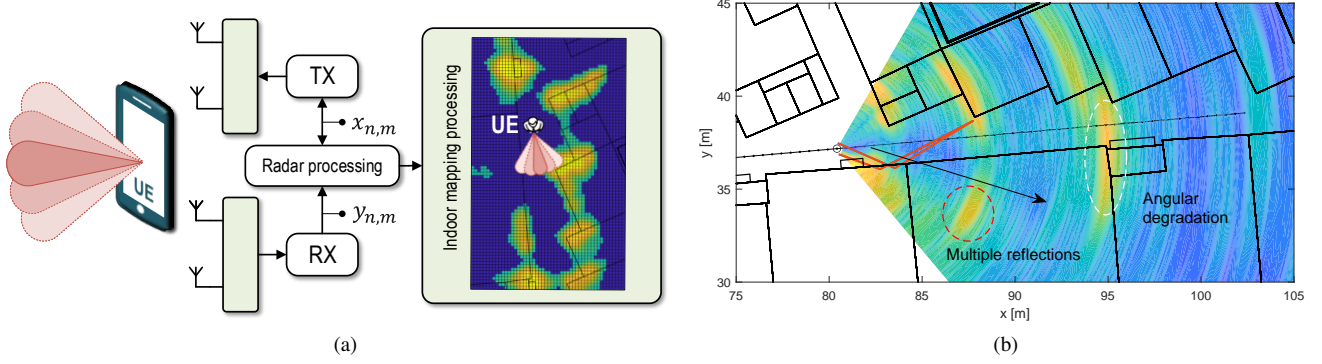 UE
TX
x_{n,m}
Radar processing
y_{n,m}
RX
Indoor mapping processing
UE
(a)
45
40
35
30
y [m]
75
80
85
90
95
100
105
x [m]
Multiple reflections
Angular
degradation
(b)